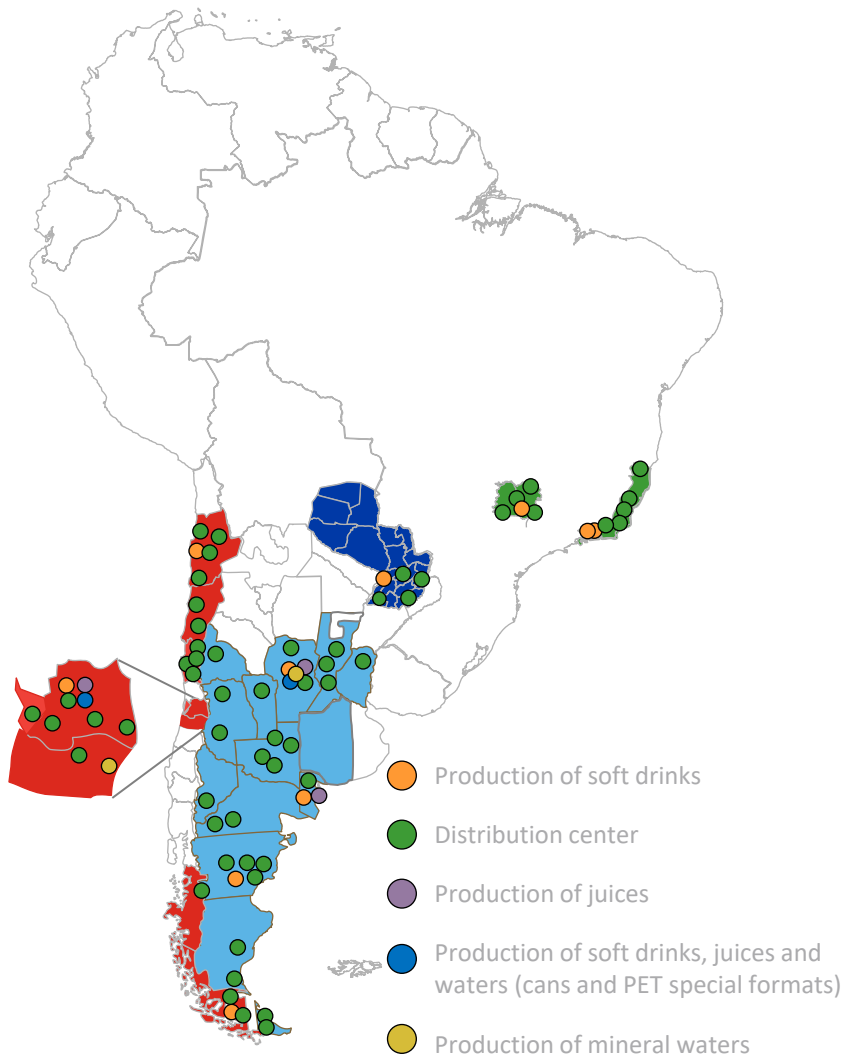 Production of soft drinks
Distribution center
Production of juices
Production of soft drinks, juices and
waters (cans and PET special formats)
Production of mineral waters